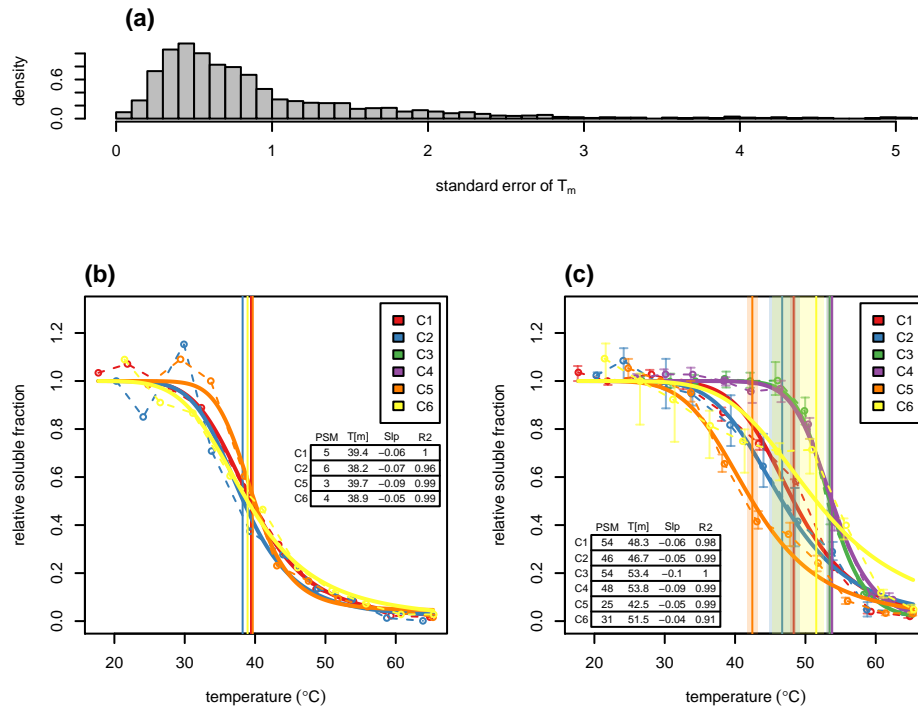 (a)
density
0.0 0.6
0 1 2 3 4 5
standard error of Tm
(b)
relative soluble fraction
0.0 0.2 0.4 0.6 0.8 1.0 1.2
C1
C2
C3
C4
C5
C6
PSM T[m] Slp R2
C1 5 39.4 −0.06 1
C2 6 38.2 −0.07 0.96
C5 3 39.7 −0.09 0.99
C6 4 38.9 −0.05 0.99
20 30 40 50 60
temperature (°C)
(c)
relative soluble fraction
0.0 0.2 0.4 0.6 0.8 1.0 1.2
C1
C2
C3
C4
C5
C6
PSM T[m] Slp R2
C1 54 48.3 −0.06 0.98
C2 46 46.7 −0.05 0.99
C3 54 53.4 −0.1 1
C4 48 53.8 −0.09 0.99
C5 25 42.5 −0.05 0.99
C6 31 51.5 −0.04 0.91
20 30 40 50 60
temperature (°C)